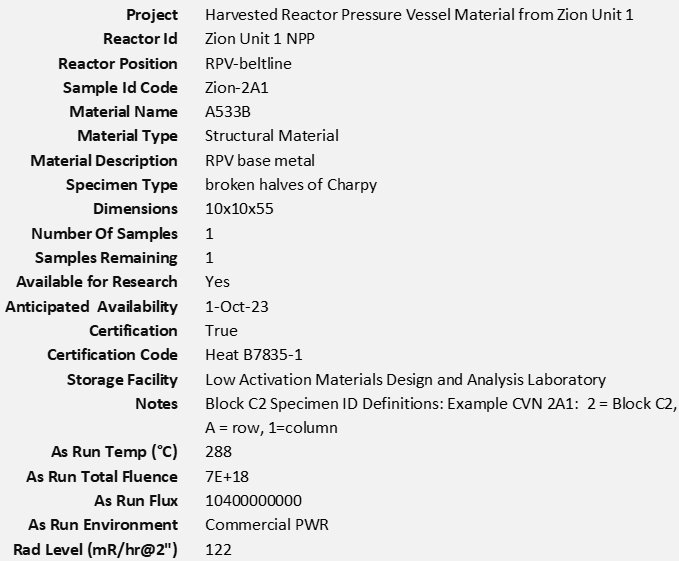 Project Harvested Reactor Pressure Vessel Material from Zion Unit 1
Reactor Id Zion Unit 1 NPP
Reactor Position RPV-beltline
Sample Id Code Zion-2A1
Material Name A533B
Material Type Structural Material
Material Description RPV base metal
Specimen Type broken halves of Charpy
Dimensions 10x10x55
Number Of Samples 1
Samples Remaining 1
Available for Research Yes
Anticipated Availability 1-Oct-23
Certification True
Certification Code Heat B7835-1
Storage Facility Low Activation Materials Design and Analysis Laboratory
Notes Block C2 Specimen ID Definitions: Example CVN 2A1: 2 = Block C2,
A = row, 1=column
As Run Temp (°C) 288
As Run Total Fluence 7E+18
As Run Flux 10400000000
As Run Environment Commercial PWR
Rad Level (mR/hr@2") 122